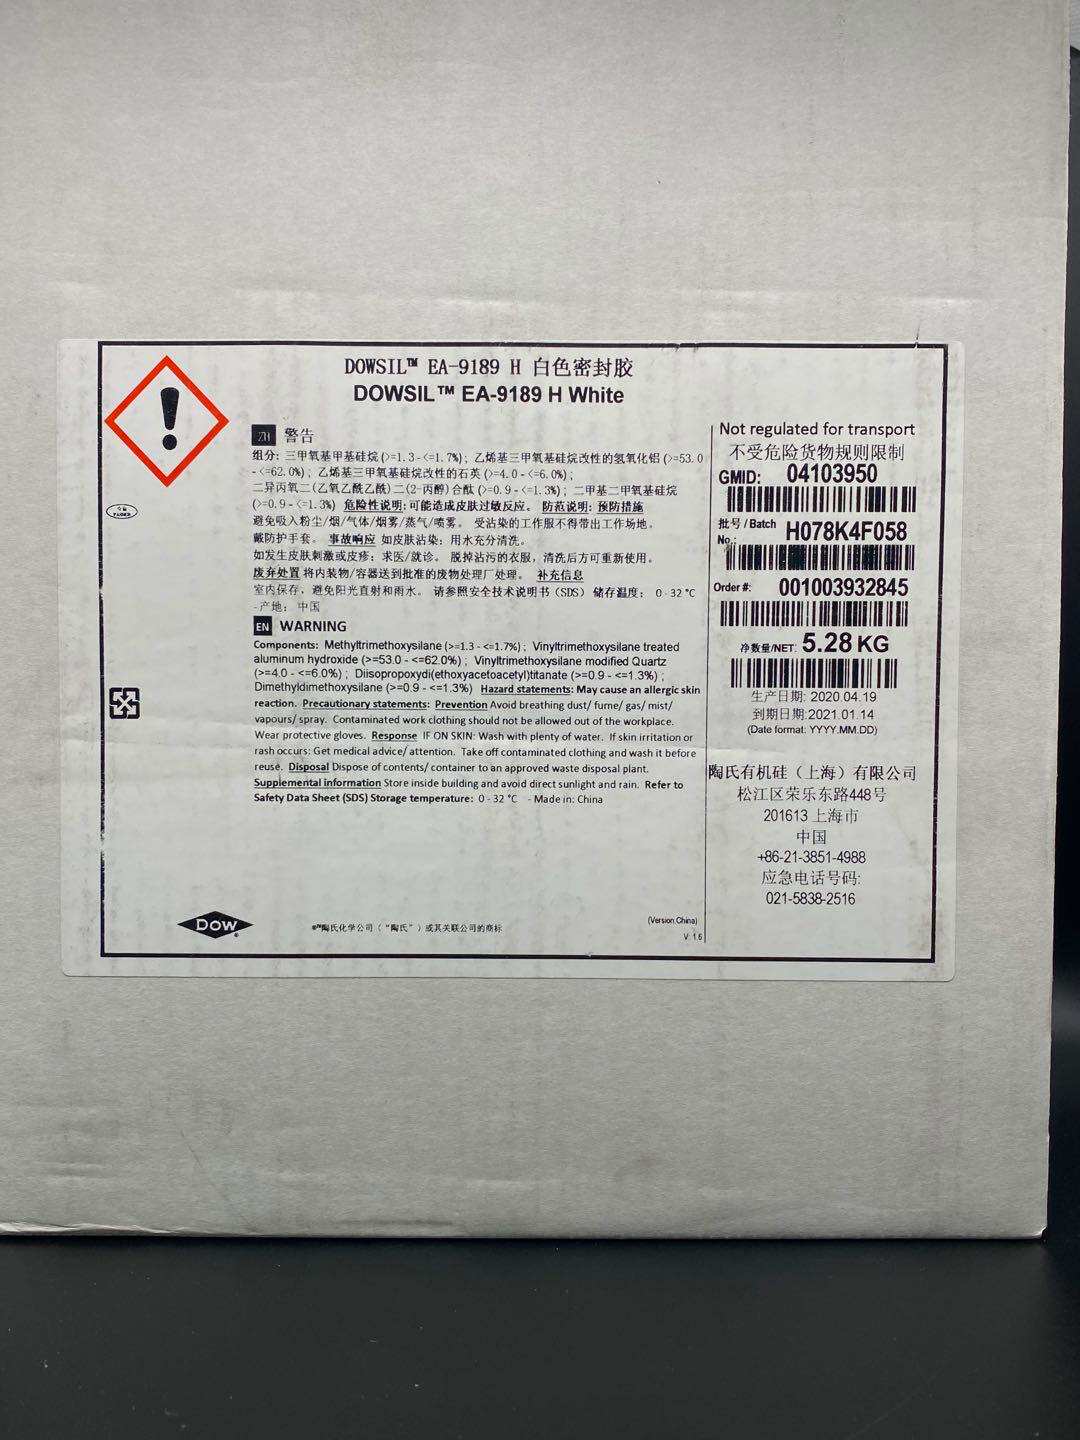 DOWSIL™ EA-9189 H 白色密封胶
DOWSIL™ EA-9189 H White
ZH 警告
组分: 三甲氧基甲基硅烷 (>=1.3 - <=1.7%); 乙烯基三甲氧基硅烷改性的氢氧化铝 (>=53.0
- <=62.0%); 乙烯基三甲氧基硅烷改性的石英 (>=4.0 - <=6.0%);
二异丙氧二(乙氧乙酰乙酰)二(2-丙醇)合酞 (>=0.9 - <=1.3%); 二甲基二甲氧基硅烷
(>=0.9 - <=1.3%) 危险性说明: 可能造成皮肤过敏反应。 防范说明: 预防措施
避免吸入粉尘/烟/气体/烟雾/蒸气/喷雾。 受沾染的工作服不得带出工作场地。
戴防护手套。 事故响应 如皮肤沾染: 用水充分清洗。
如发生皮肤刺激或皮疹: 求医/就诊。 脱掉沾污的衣服, 清洗后方可重新使用。
废弃处置 将内装物/容器送到批准的废物处理厂处理。 补充信息
室内保存, 避免阳光直射和雨水。 请参照安全技术说明书 (SDS) 储存温度: 0 - 32 °C
- 产地: 中国
EN WARNING
Components: Methyltrimethoxysilane (>=1.3 - <=1.7%) ; Vinyltrimethoxysilane treated
aluminum hydroxide (>=53.0 - <=62.0%) ; Vinyltrimethoxysilane modified Quartz
(>=4.0 - <=6.0%) ; Diisopropoxydi(ethoxyacetoacetyl)titanate (>=0.9 - <=1.3%) ;
Dimethyldimethoxysilane (>=0.9 - <=1.3%) Hazard statements: May cause an allergic skin
reaction. Precautionary statements: Prevention Avoid breathing dust/ fume/ gas/ mist/
vapours/ spray. Contaminated work clothing should not be allowed out of the workplace.
Wear protective gloves. Response IF ON SKIN: Wash with plenty of water. If skin irritation or
rash occurs: Get medical advice/ attention. Take off contaminated clothing and wash it before
reuse. Disposal Dispose of contents/ container to an approved waste disposal plant.
Supplemental information Store inside building and avoid direct sunlight and rain. Refer to
Safety Data Sheet (SDS) Storage temperature: 0 - 32 °C - Made in: China
Not regulated for transport
不受危险货物规则限制
GMID: 04103950
批号 / Batch No.: H078K4F058
Order #: 001003932845
净数量/NET: 5.28 KG
生产日期: 2020.04.19
到期日期:2021.01.14
(Date format: YYYY.MM.DD)
陶氏有机硅（上海）有限公司
松江区荣乐东路448号
201613 上海市
中国
+86-21-3851-4988
应急电话号码:
021-5838-2516
DOW
®™陶氏化学公司（“陶氏”）或其关联公司的商标
(Version.China)
V. 1.6